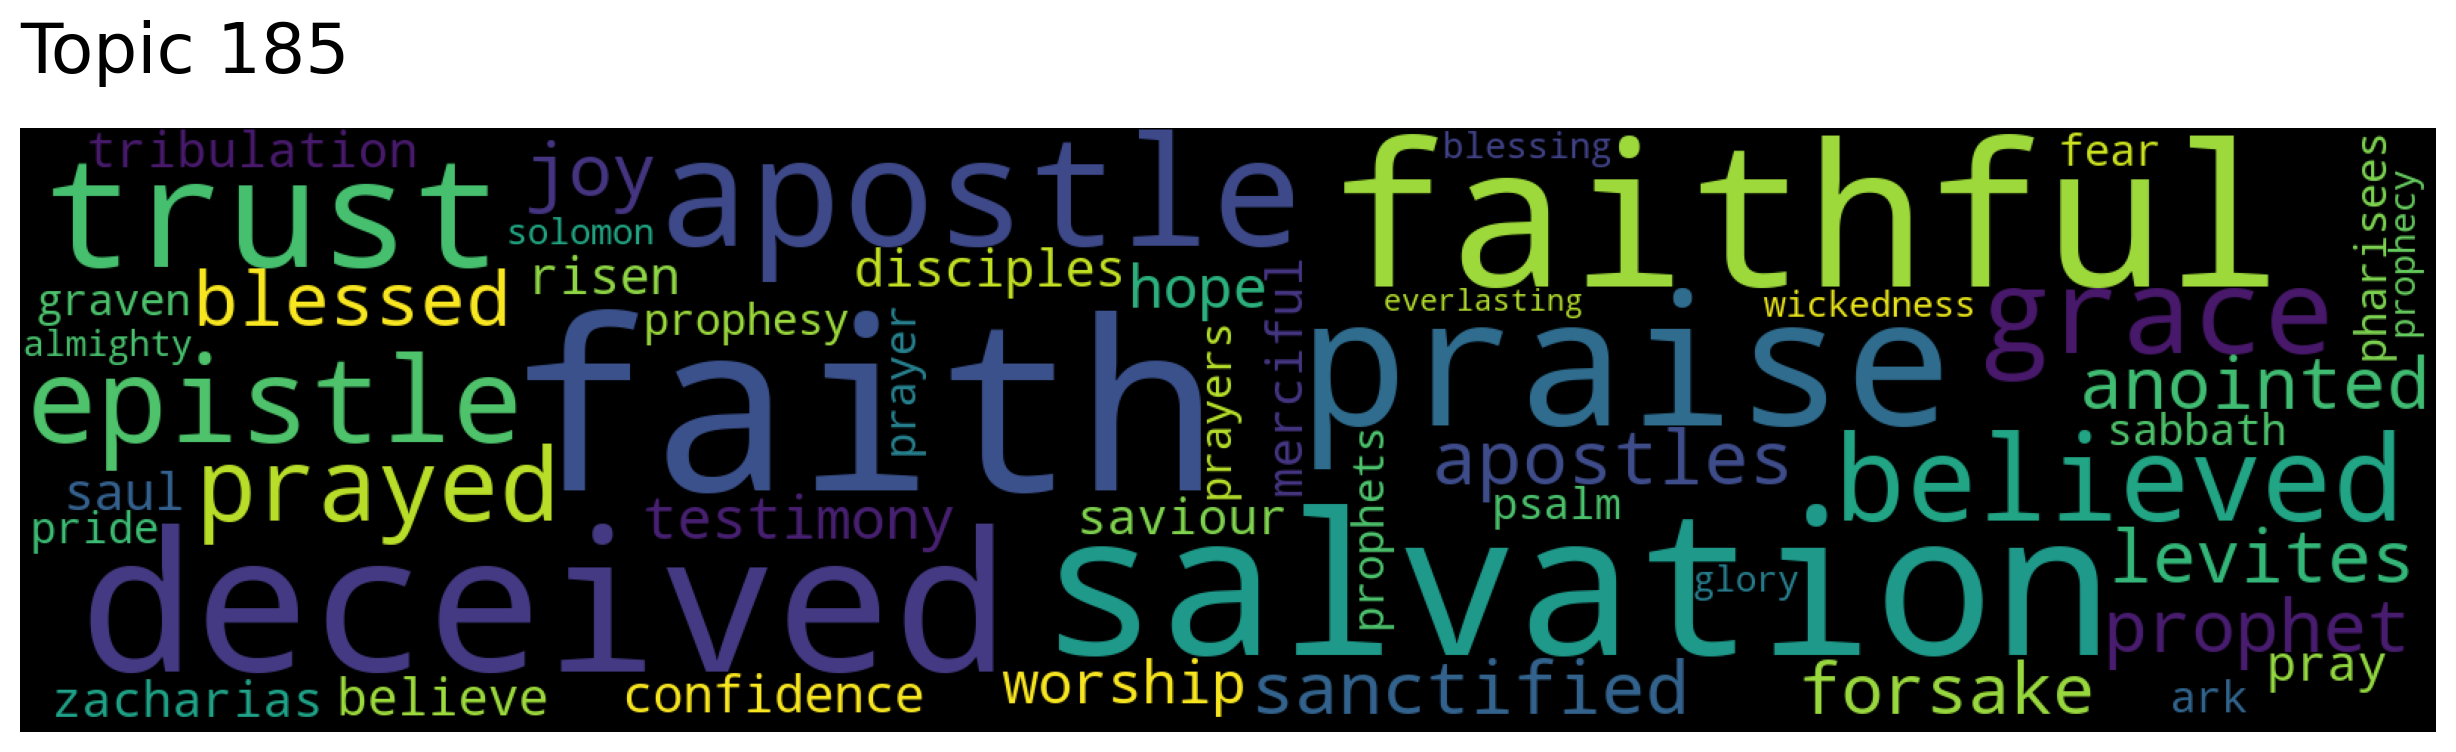 Topic 185
tribulation
trust
joy
apostle
blessing
faithful
fear
pharisees
prophecy
solomon
risen
disciples
hope
merciful
graven
blessed
everlasting
wickedness
grace
almighty
prophesy
prayer
prayers
praise
epistle
faith
anointed
sabbath
saul
prayed
apostles
believed
pride
testimony
saviour
prophets
psalm
levites
deceived
salvation
glory
prophet
zacharias
believe
confidence
worship
sanctified
forsake
pray
ark